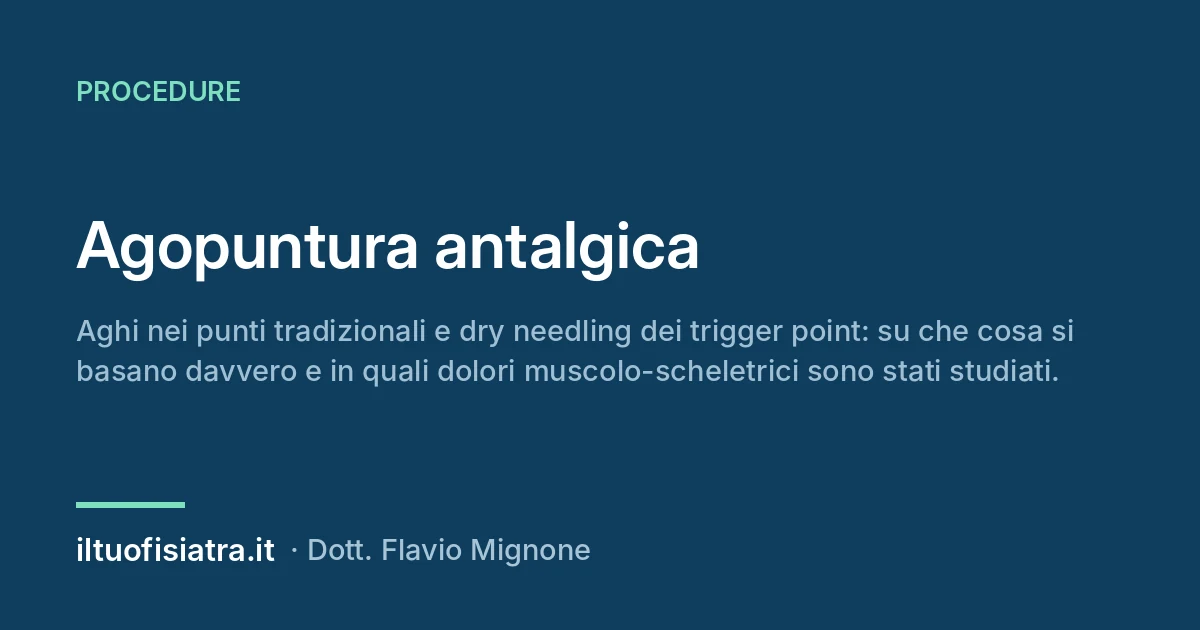 PROCEDURE
Agopuntura antalgica
Aghi nei punti tradizionali e dry needling dei trigger point: su che cosa si
basano davvero e in quali dolori muscolo-scheletrici sono stati studiati.
iltuofisiatra.it · Dott. Flavio Mignone